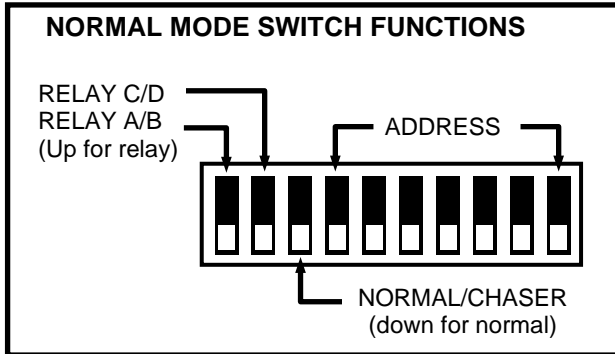 NORMAL MODE SWITCH FUNCTIONS
RELAY C/D
RELAY A/B
(Up for relay)
ADDRESS
NORMAL/CHASER
(down for normal)